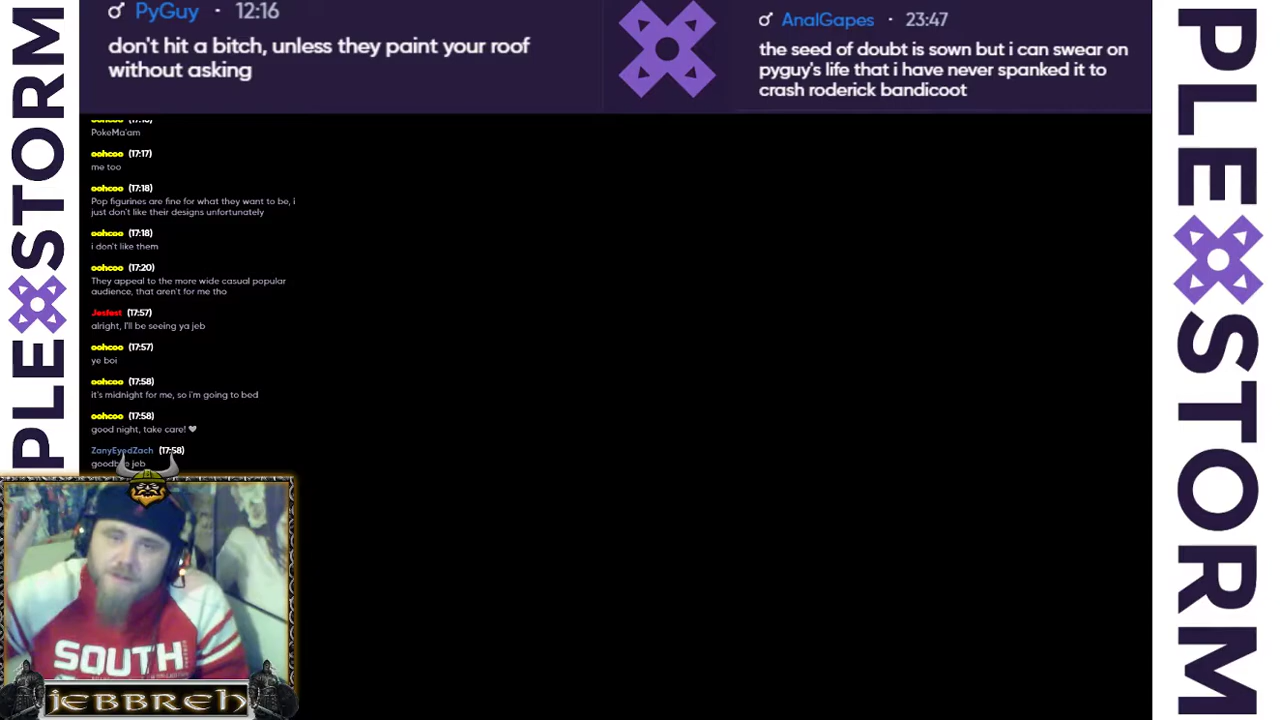 PLEXSTORM
PyGuy · 12:16
don't hit a bitch, unless they paint your roof
without asking
AnalGapes · 23:47
the seed of doubt is sown but i can swear on
pyguy's life that i have never spanked it to
crash roderick bandicoot
PLEXSTORM
PokeMa'am
oohcoo (17:17)
me too
oohcoo (17:18)
Pop figurines are fine for what they want to be, i
just don't like their designs unfortunately
oohcoo (17:18)
i don't like them
oohcoo (17:20)
They appeal to the more wide casual popular
audience, that aren't for me tho
Jesfest (17:57)
alright, I'll be seeing ya jeb
oohcoo (17:57)
ye boi
oohcoo (17:58)
it's midnight for me, so i'm going to bed
oohcoo (17:58)
good night, take care! ♥
ZanyEyedZach (17:58)
jeb
SOUTH
JEBBREH